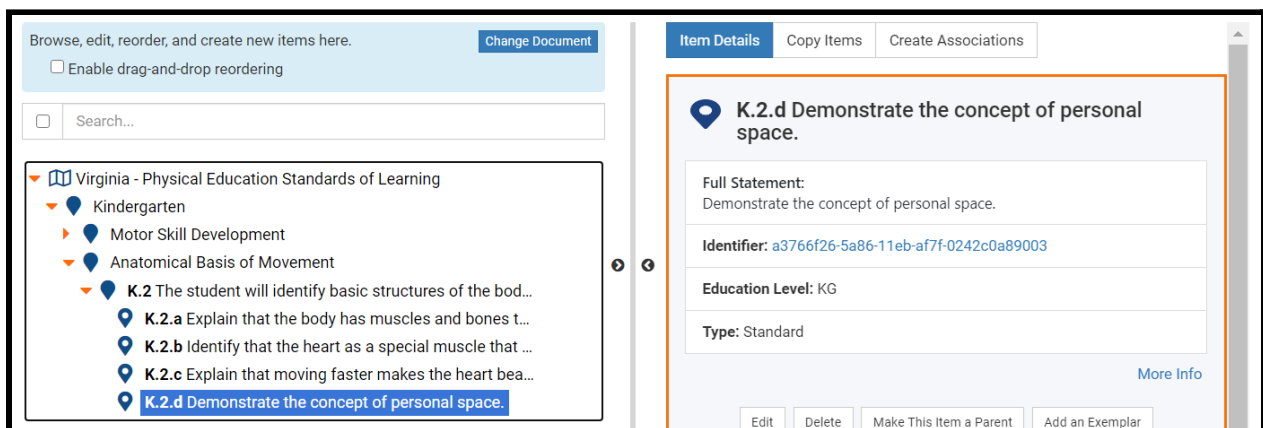 Browse, edit, reorder, and create new items here.
Change Document
Enable drag-and-drop reordering
Search...
Virginia - Physical Education Standards of Learning
Kindergarten
Motor Skill Development
Anatomical Basis of Movement
K.2 The student will identify basic structures of the bod...
K.2.a Explain that the body has muscles and bones t...
K.2.b Identify that the heart as a special muscle that ...
K.2.c Explain that moving faster makes the heart bea...
K.2.d Demonstrate the concept of personal space.
Item Details
Copy Items
Create Associations
K.2.d Demonstrate the concept of personal
space.
Full Statement:
Demonstrate the concept of personal space.
Identifier: a3766f26-5a86-11eb-af7f-0242c0a89003
Education Level: KG
Type: Standard
More Info
Edit
Delete
Make This Item a Parent
Add an Exemplar